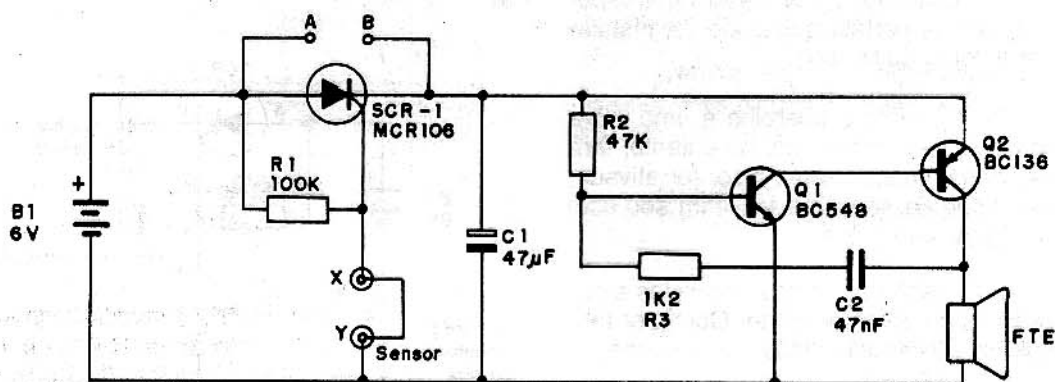 A
B
SCR-1
MCR106
R1
100K
+
B1
6V
X
Y
Sensor
C1
47µF
R2
47K
Q1
BC548
Q2
BC136
1K2
R3
C2
47nF
FTE